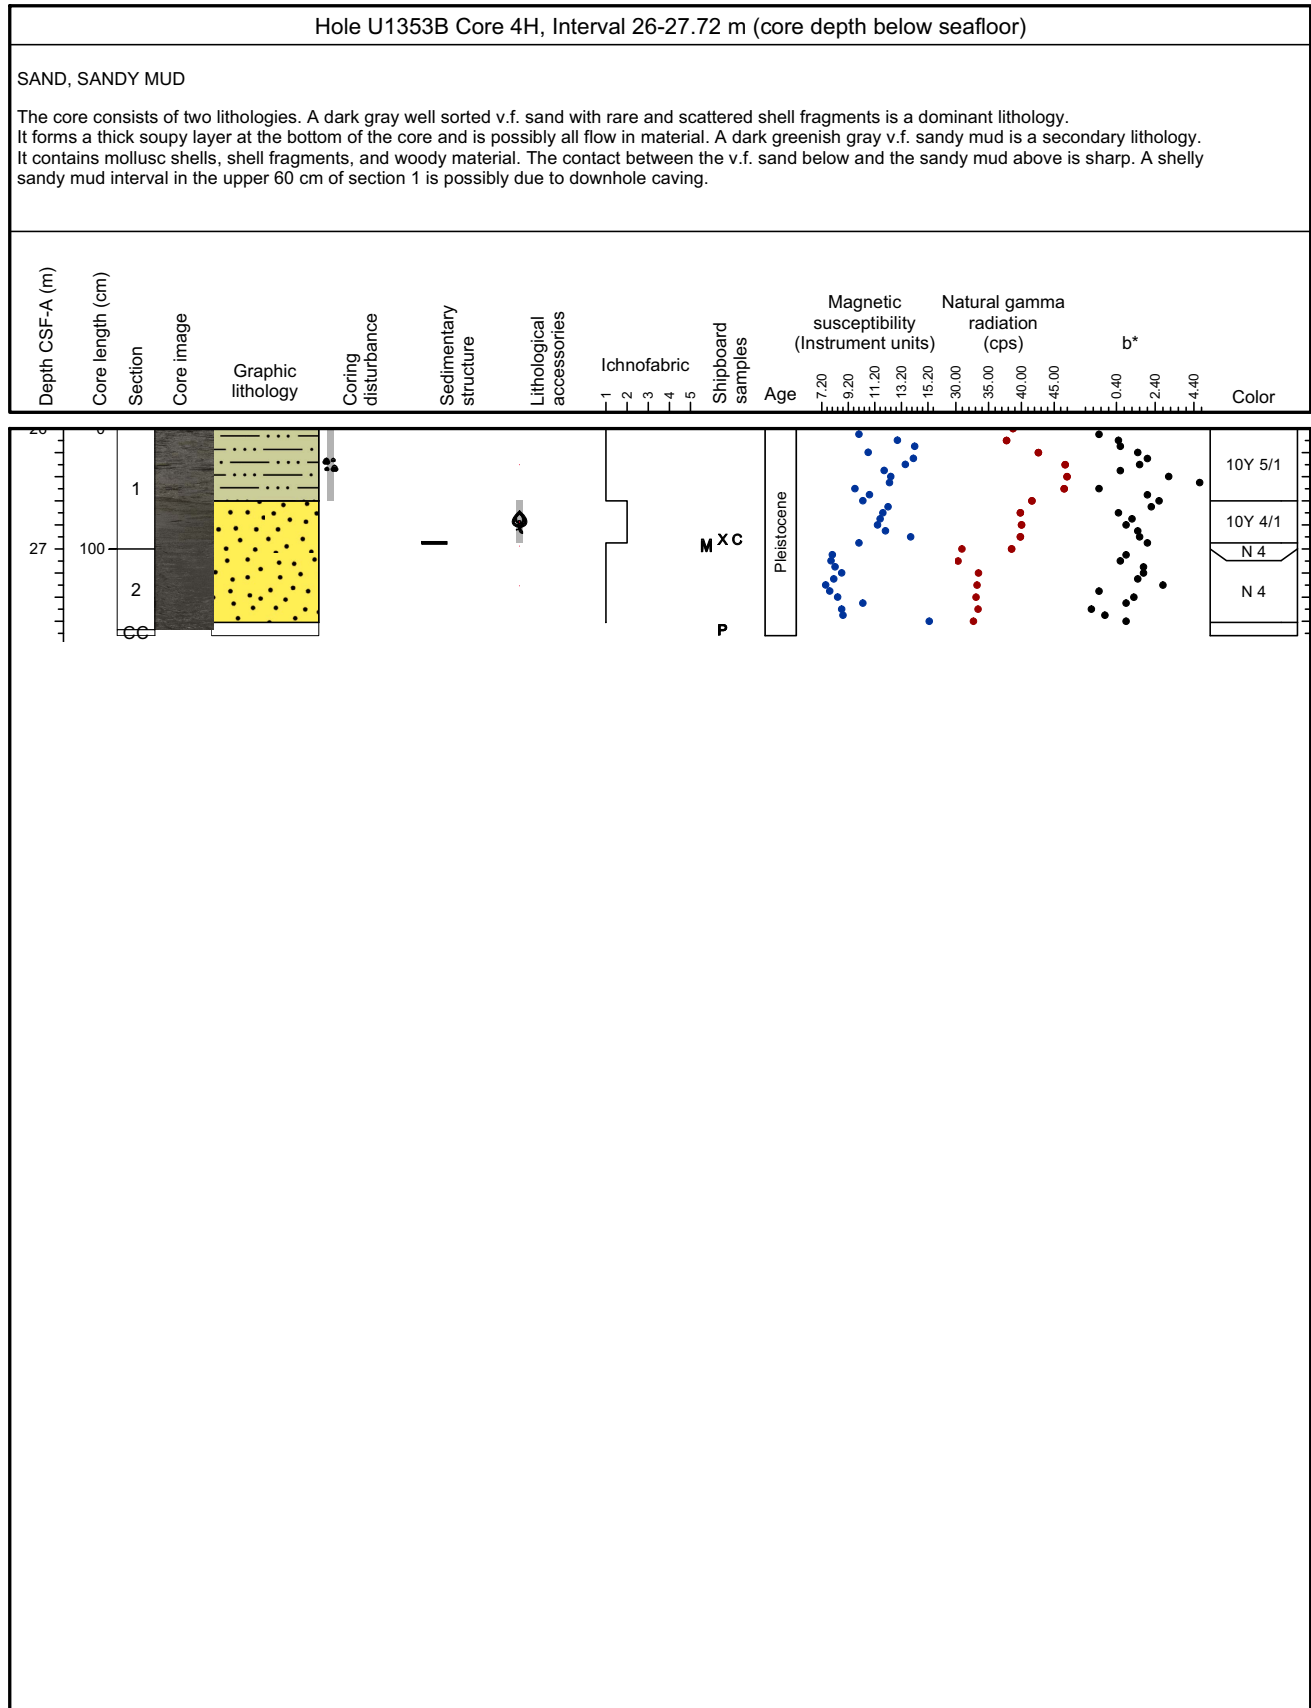 Hole U1353B Core 4H, Interval 26-27.72 m (core depth below seafloor)
SAND, SANDY MUD
The core consists of two lithologies. A dark gray well sorted v.f. sand with rare and scattered shell fragments is a dominant lithology.
It forms a thick soupy layer at the bottom of the core and is possibly all flow in material. A dark greenish gray v.f. sandy mud is a secondary lithology.
It contains mollusc shells, shell fragments, and woody material. The contact between the v.f. sand below and the sandy mud above is sharp. A shelly
sandy mud interval in the upper 60 cm of section 1 is possibly due to downhole caving.
Depth CSF-A (m)
Core length (cm)
Section
Core image
Graphic
lithology
Coring
disturbance
Sedimentary
structure
Lithological
accessories
Ichnofabric
1 2 3 4 5
Shipboard
samples
Age
Magnetic
susceptibility
(Instrument units)
7.20 9.20 11.20 13.20 15.20
Natural gamma
radiation
(cps)
30.00 35.00 40.00 45.00
b*
0.40 2.40 4.40
Color
26
0
1
27
100
2
CC
M X C
P
Pleistocene
10Y 5/1
10Y 4/1
N 4
N 4